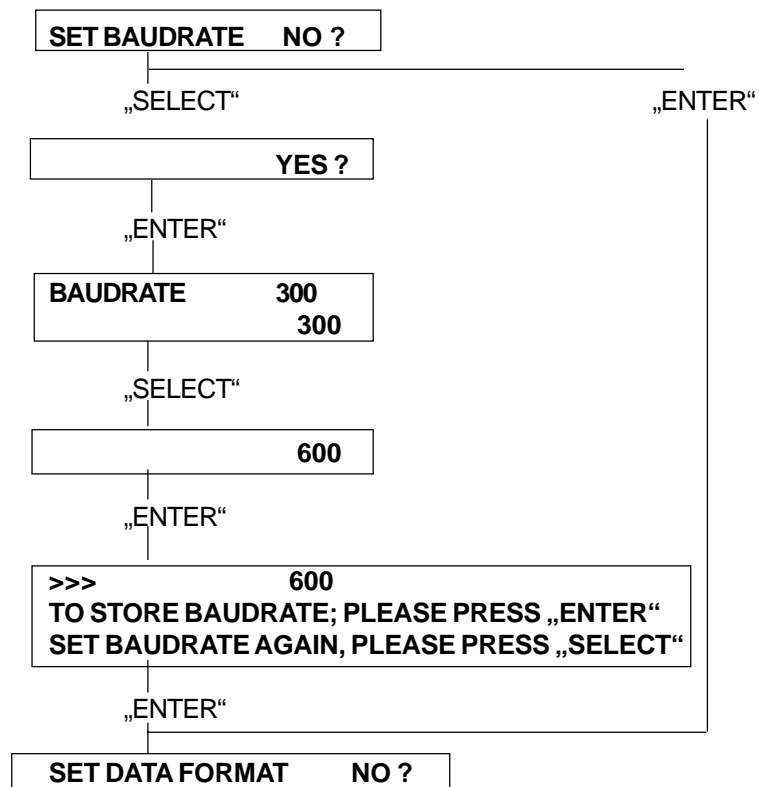 SET BAUDRATE NO ?
„SELECT“ „ENTER“
YES ?
„ENTER“
BAUDRATE 300
300
„SELECT“
600
„ENTER“
>>> 600
TO STORE BAUDRATE; PLEASE PRESS „ENTER“
SET BAUDRATE AGAIN, PLEASE PRESS „SELECT“
„ENTER“
SET DATA FORMAT NO ?